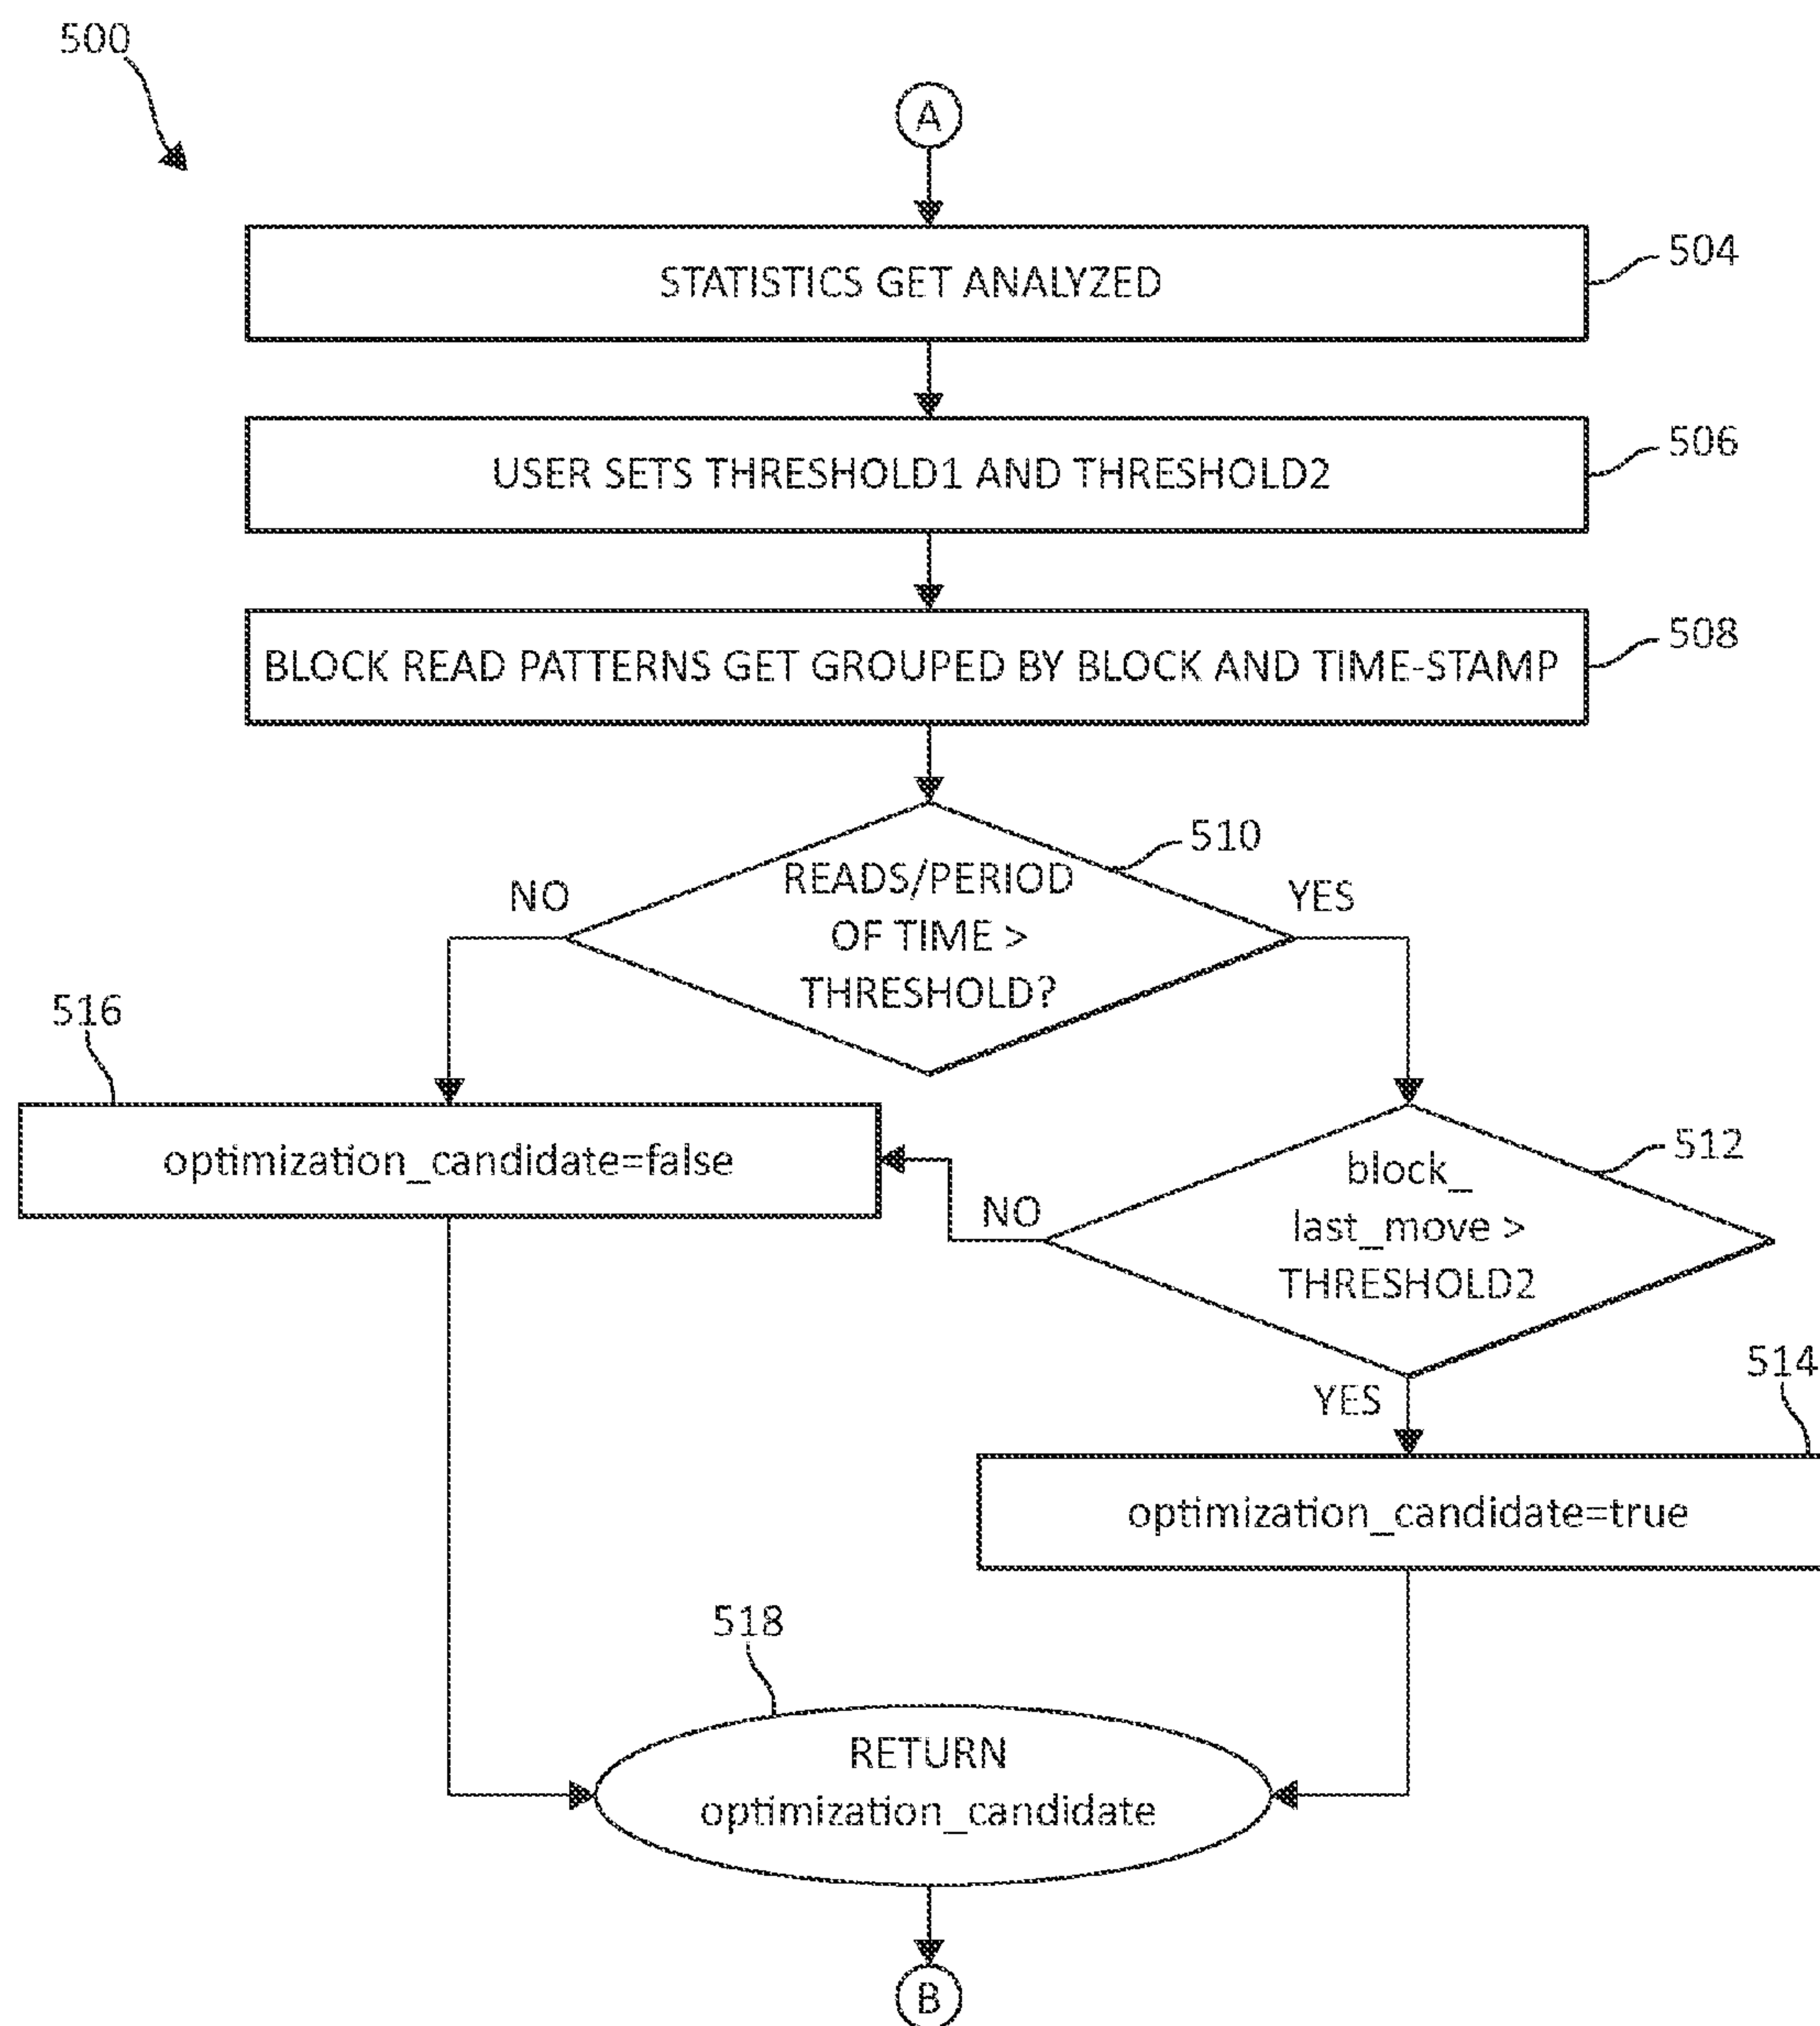 500
A
STATISTICS GET ANALYZED
504
USER SETS THRESHOLD1 AND THRESHOLD2
506
BLOCK READ PATTERNS GET GROUPED BY BLOCK AND TIME-STAMP
508
510
READS/PERIOD
OF TIME >
THRESHOLD?
NO
YES
516
optimization_candidate=false
512
block_
last_move >
THRESHOLD2
NO
YES
514
optimization_candidate=true
518
RETURN
optimization_candidate
B